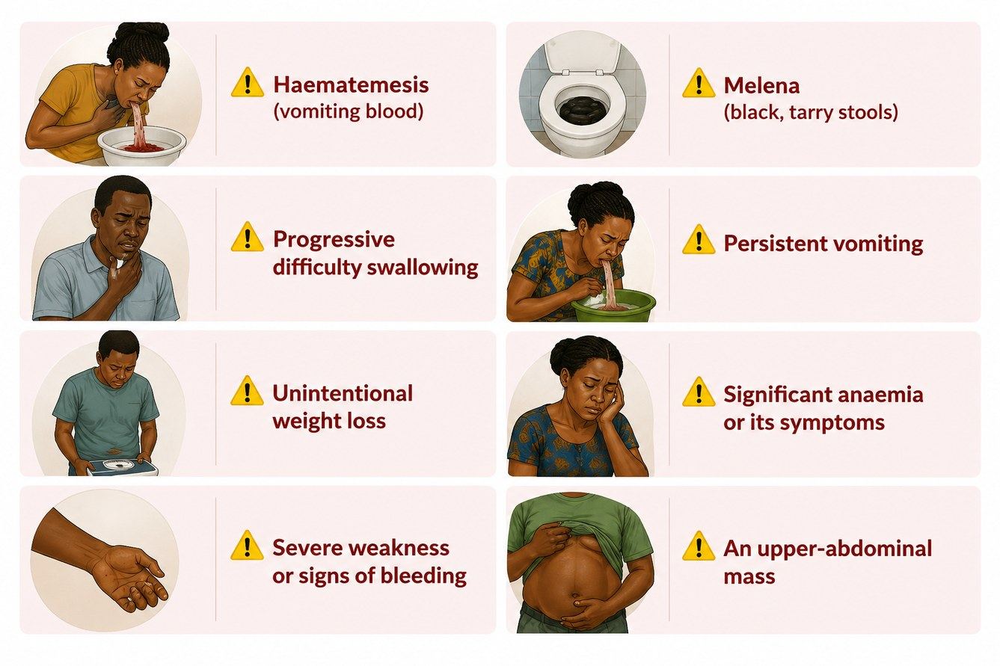 Haematemesis
(vomiting blood)
Melena
(black, tarry stools)
Progressive
difficulty swallowing
Persistent vomiting
Unintentional
weight loss
Significant anaemia
or its symptoms
Severe weakness
or signs of bleeding
An upper-abdominal
mass